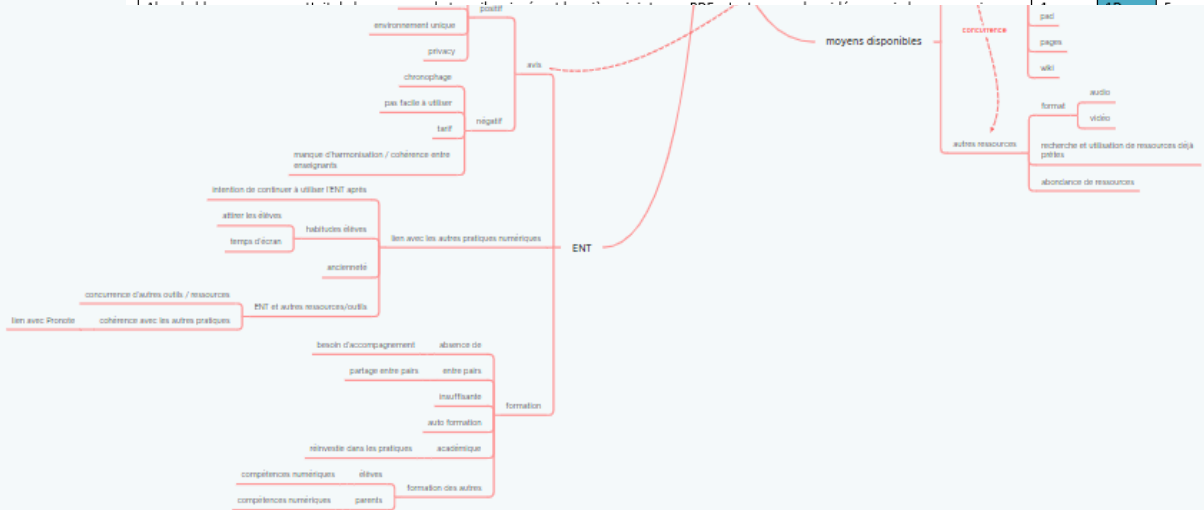 positif
environnement unique
privacy
avis
chronophage
pas facile à utiliser
négatif
tarif
manque d'harmonisation / cohérence entre
enseignants
intention de continuer à utiliser l'ENT après
attirer les élèves
habitudes élèves
temps d'écran
lien avec les autres pratiques numériques
ENT
ancienneté
concurrence d'autres outils / ressources
ENT et autres ressources/outils
lien avec Pronote
cohérence avec les autres pratiques
besoin d'accompagnement
absence de
partage entre pairs
entre pairs
insuffisante
formation
auto formation
réinvestie dans les pratiques
académique
compétences numériques
élèves
formation des autres
compétences numériques
parents
moyens disponibles
concurrence
pad
pages
wiki
audio
format
vidéo
autres ressources
recherche et utilisation de ressources déjà
prêtes
abondance de ressources